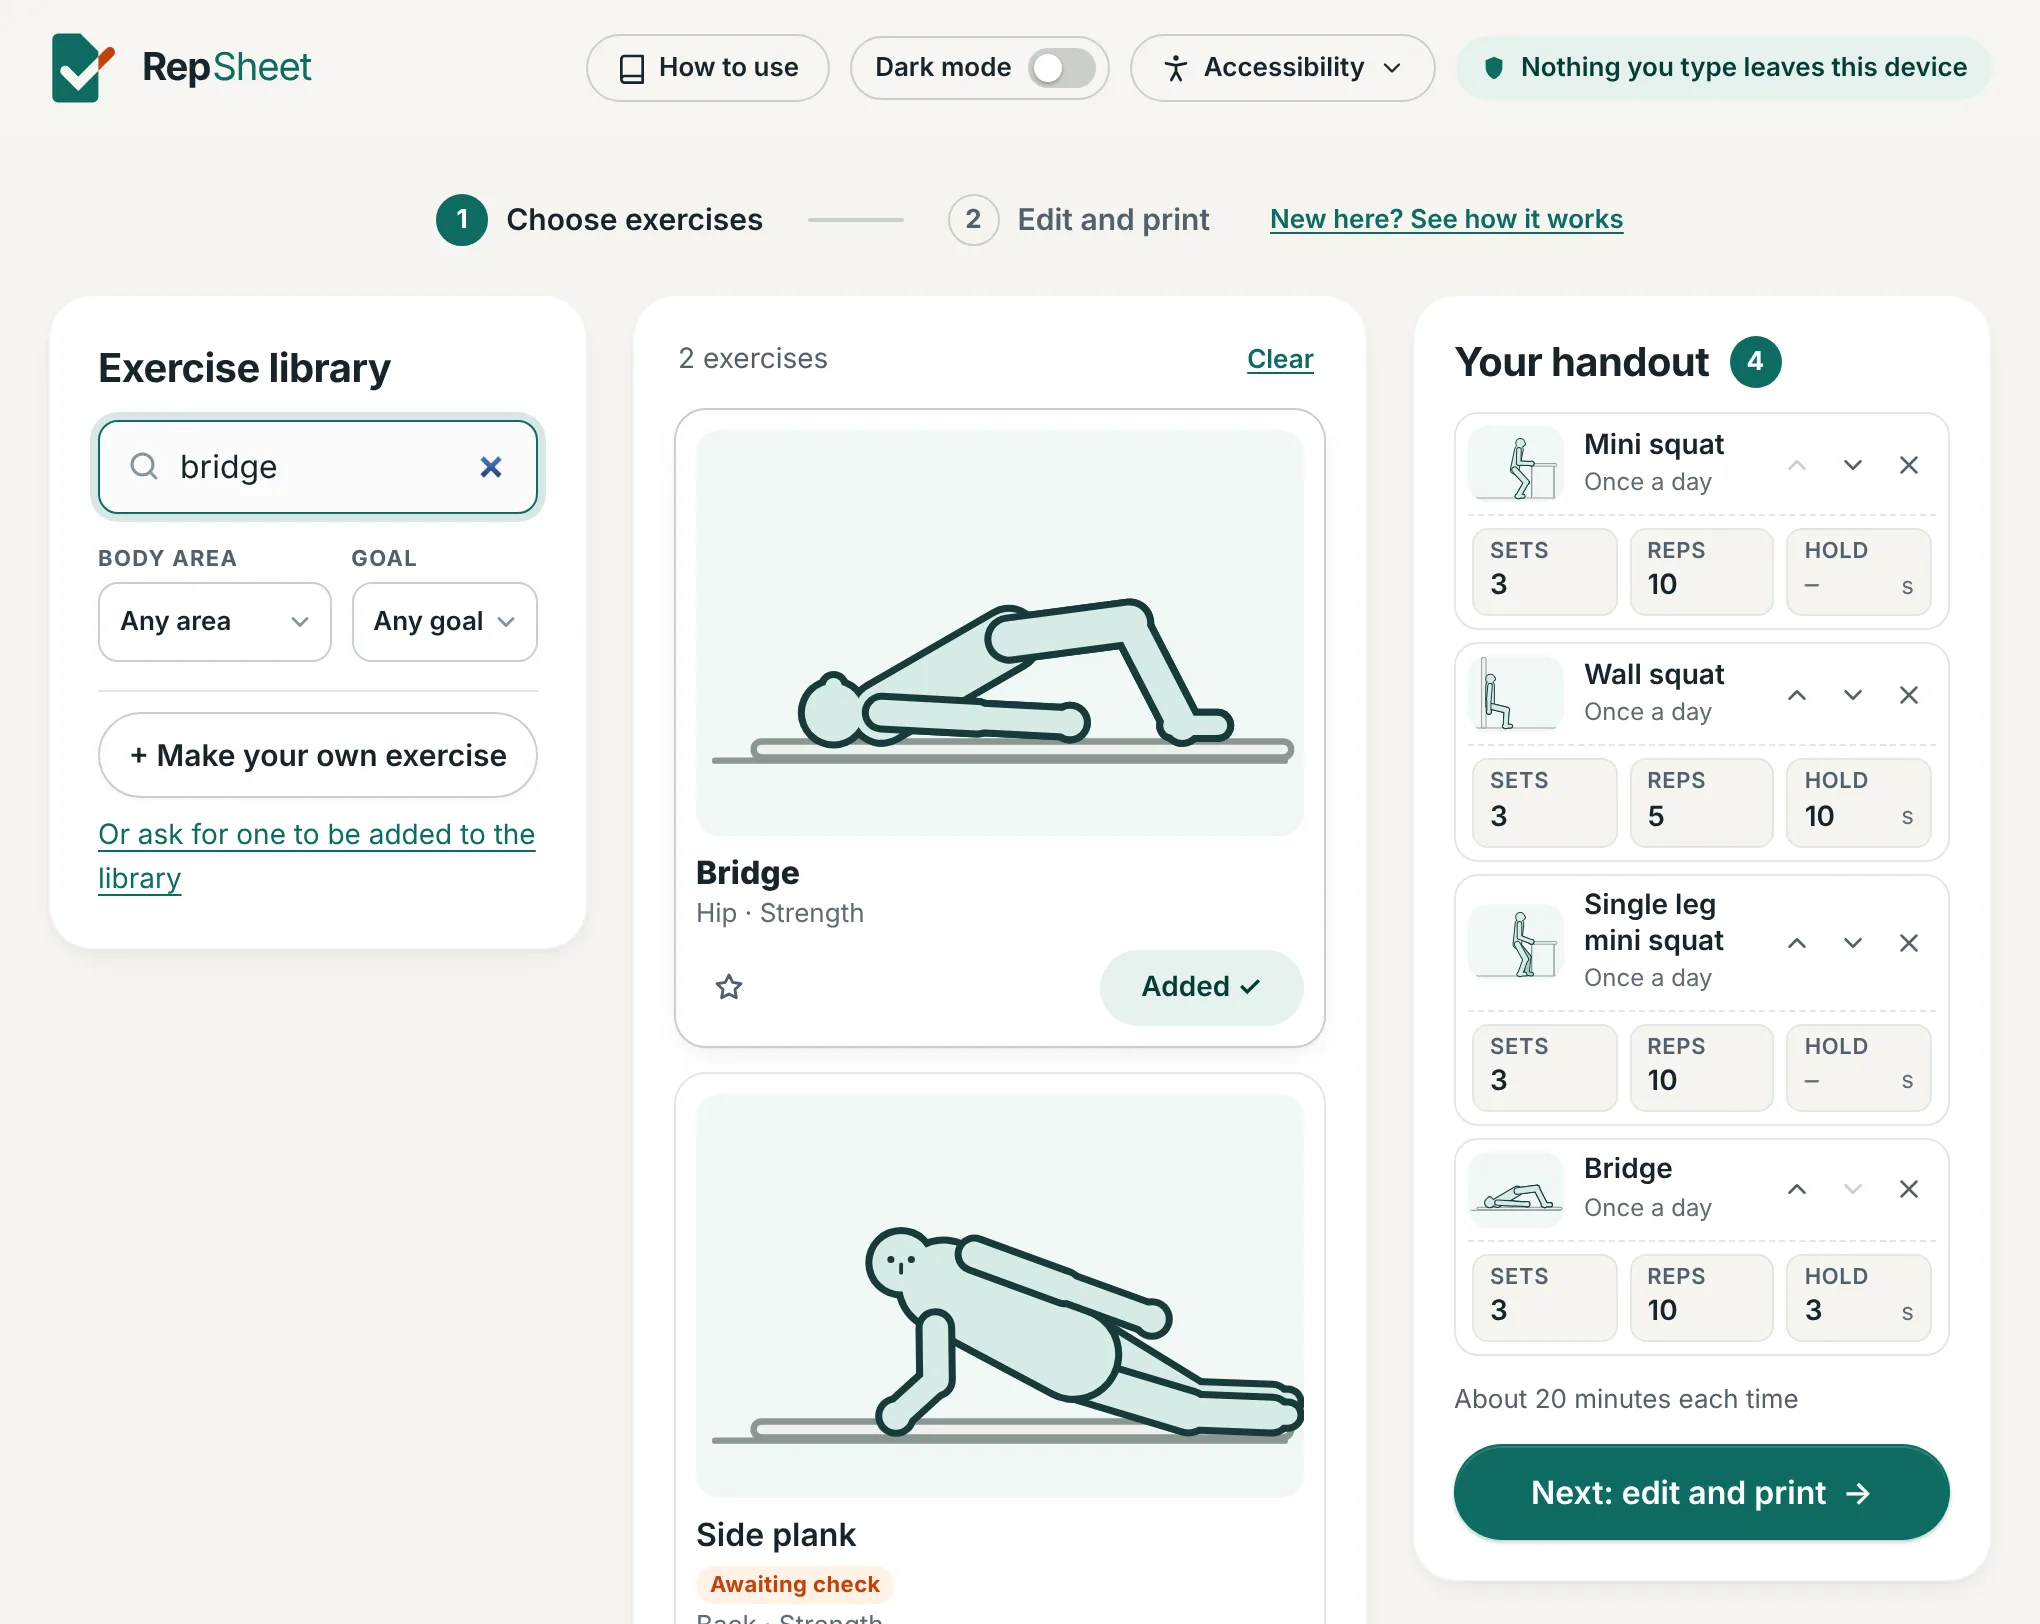 RepSheet
How to use
Dark mode
Accessibility
Nothing you type leaves this device
1 Choose exercises
2 Edit and print
New here? See how it works
Exercise library
bridge
BODY AREA
GOAL
Any area
Any goal
+ Make your own exercise
Or ask for one to be added to the
library
2 exercises
Clear
Bridge
Hip · Strength
Added
Side plank
Awaiting check
Back · Strength
Your handout 4
Mini squat
Once a day
SETS REPS HOLD
3 10 – s
Wall squat
Once a day
SETS REPS HOLD
3 5 10 s
Single leg
mini squat
Once a day
SETS REPS HOLD
3 10 – s
Bridge
Once a day
SETS REPS HOLD
3 10 3 s
About 20 minutes each time
Next: edit and print →